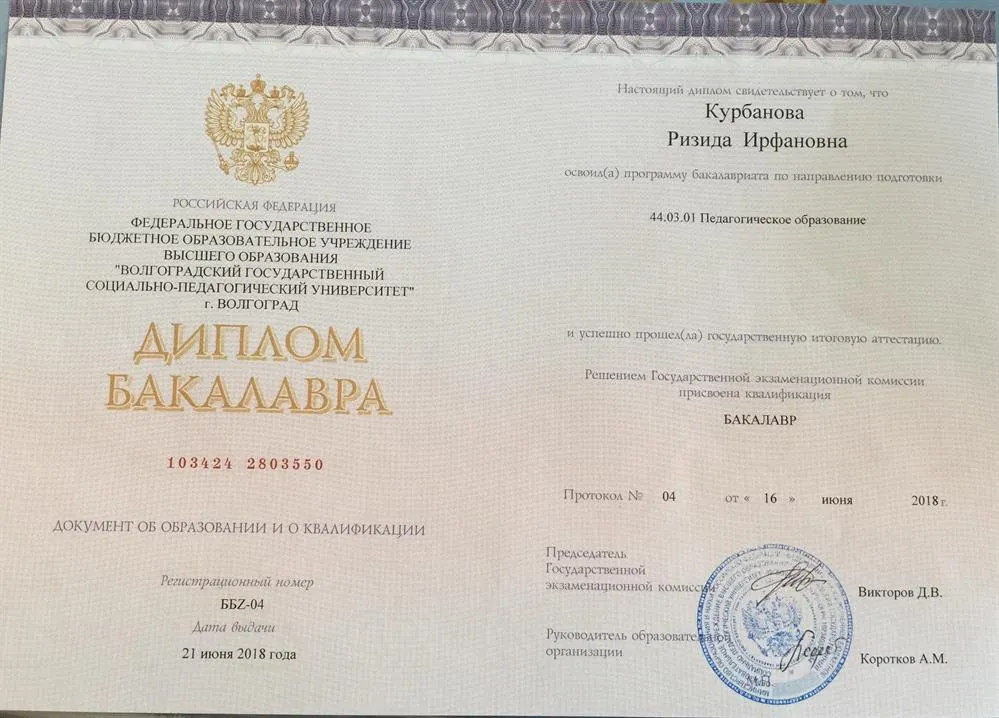 РОССИЙСКАЯ ФЕДЕРАЦИЯ
ФЕДЕРАЛЬНОЕ ГОСУДАРСТВЕННОЕ
БЮДЖЕТНОЕ ОБРАЗОВАТЕЛЬНОЕ УЧРЕЖДЕНИЕ
ВЫСШЕГО ОБРАЗОВАНИЯ
"ВОЛГОГРАДСКИЙ ГОСУДАРСТВЕННЫЙ
СОЦИАЛЬНО-ПЕДАГОГИЧЕСКИЙ УНИВЕРСИТЕТ"
г. ВОЛГОГРАД
ДИПЛОМ
БАКАЛАВРА
103424 2803550
ДОКУМЕНТ ОБ ОБРАЗОВАНИИ И О КВАЛИФИКАЦИИ
Регистрационный номер
ББZ-04
Дата выдачи
21 июня 2018 года
Настоящий диплом свидетельствует о том, что
Курбанова
Ризида Ирфановна
освоил(а) программу бакалавриата по направлению подготовки
44.03.01 Педагогическое образование
и успешно прошел(ла) государственную итоговую аттестацию.
Решением Государственной экзаменационной комиссии
присвоена квалификация
БАКАЛАВР
Протокол № 04 от « 16 » июня 2018 г.
Председатель
Государственной
экзаменационной комиссии
Викторов Д.В.
Руководитель образовательной
организации
Коротков А.М.